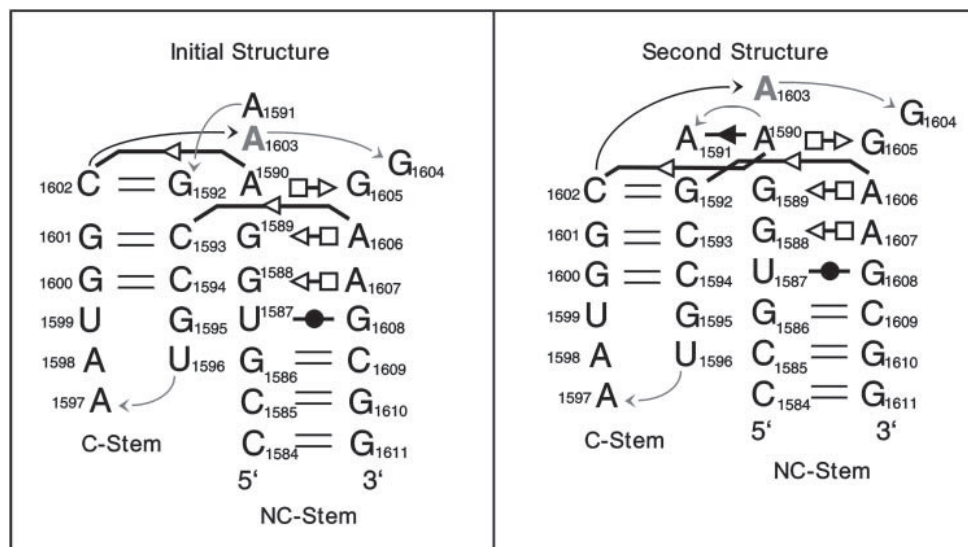 Initial Structure
A1591
A1603
G1604
1602 C G1592 A1590 G1605
1601 G C1593 G1589 A1606
1600 G C1594 G1588 A1607
1599 U G1595 U1587 G1608
1598 A U1596 G1586 C1609
1597 A C1585 G1610
C-Stem C1584 G1611
5‘ 3‘
NC-Stem
Second Structure
A1603
G1604
A1591 A1590 G1605
1602 C G1592 G1589 A1606
1601 G C1593 G1588 A1607
1600 G C1594 U1587 G1608
1599 U G1595 G1586 C1609
1598 A U1596 C1585 G1610
1597 A C1584 G1611
C-Stem 5‘ 3‘
NC-Stem